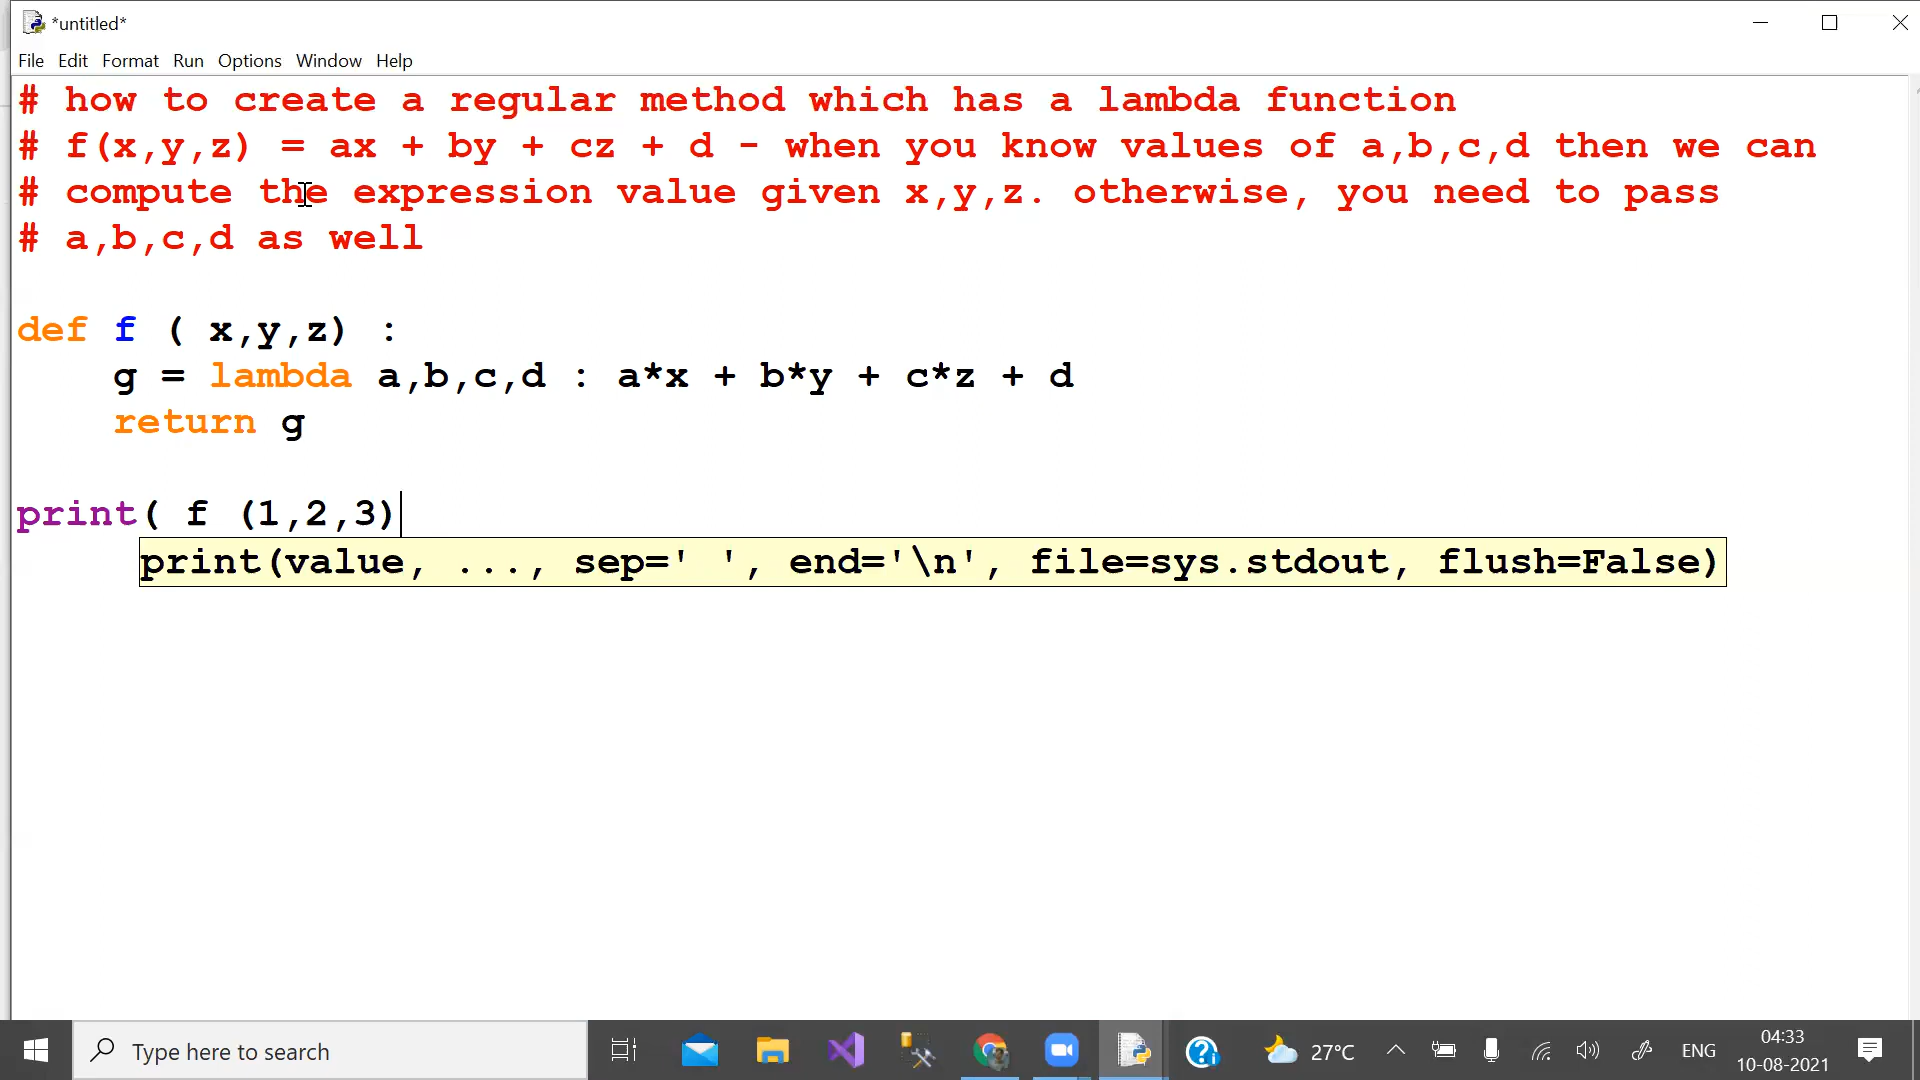 *untitled*
File Edit Format Run Options Window Help
# how to create a regular method which has a lambda function
# f(x,y,z) = ax + by + cz + d - when you know values of a,b,c,d then we can
# compute the expression value given x,y,z. otherwise, you need to pass
# a,b,c,d as well
def f ( x,y,z) :
g = lambda a,b,c,d : a*x + b*y + c*z + d
return g
print( f (1,2,3)
print(value, ..., sep=' ', end='\n', file=sys.stdout, flush=False)
Type here to search
27°C
ENG
04:33
10-08-2021